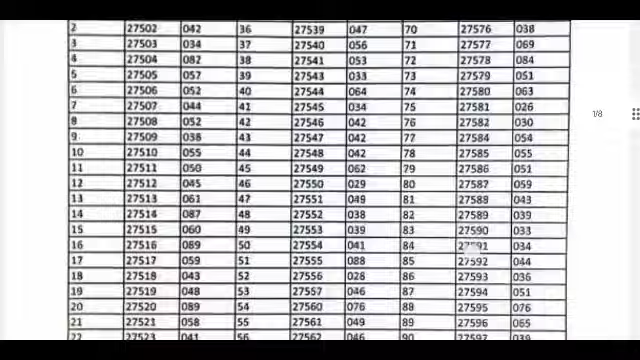 2 27502 042 36 27539 047 70 27576 038
3 27503 034 37 27540 056 71 27577 069
4 27504 082 38 27541 053 72 27578 084
5 27505 057 39 27543 033 73 27579 051
6 27506 052 40 27544 064 74 27580 063
7 27507 044 41 27545 034 75 27581 026
8 27508 052 42 27546 042 76 27582 030
9 27509 038 43 27547 042 77 27584 054
10 27510 055 44 27548 042 78 27585 055
11 27511 050 45 27549 062 79 27586 051
12 27512 045 46 27550 029 80 27587 059
13 27513 061 47 27551 049 81 27588 043
14 27514 087 48 27552 038 82 27589 039
15 27515 060 49 27553 039 83 27590 033
16 27516 089 50 27554 041 84 27591 034
17 27517 059 51 27555 088 85 27592 044
18 27518 043 52 27556 028 86 27593 036
19 27519 048 53 27557 046 87 27594 051
20 27520 089 54 27560 076 88 27595 076
21 27521 058 55 27561 049 89 27596 065
22 27523 041 56 27562 046 90 27597 039
1/8